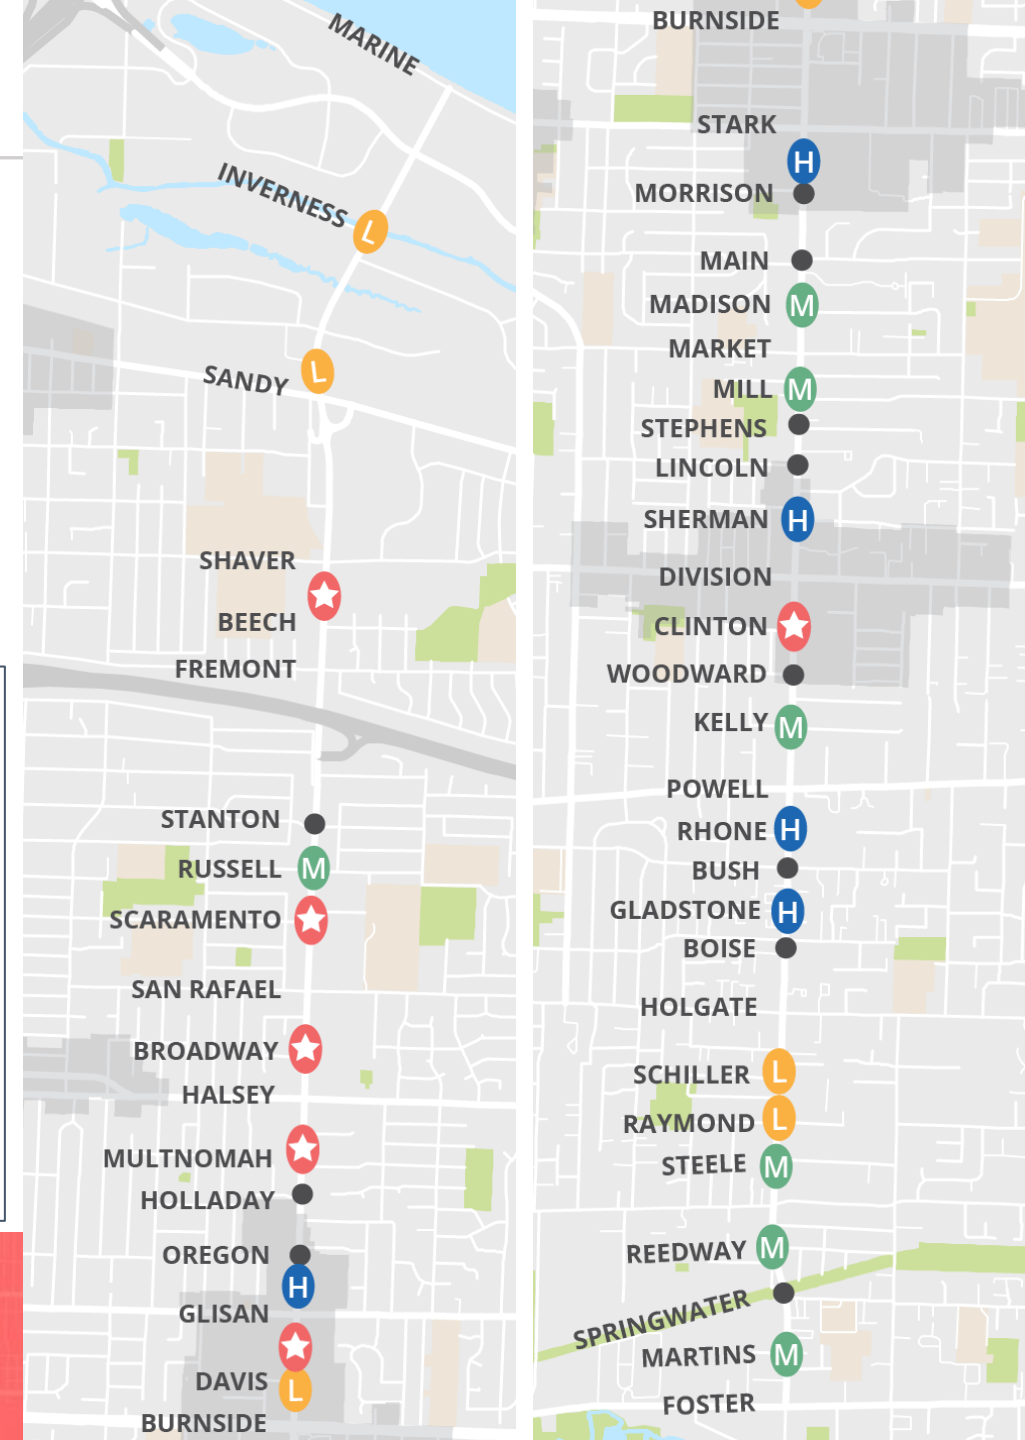 MARINE
INVERNESS
L
SANDY
L
SHAVER
BEECH
FREMONT
STANTON
RUSSELL
M
SCARAMENTO
SAN RAFAEL
BROADWAY
HALSEY
MULTNOMAH
HOLLADAY
OREGON
H
GLISAN
DAVIS
L
BURNSIDE
BURNSIDE
STARK
H
MORRISON
MAIN
MADISON
M
MARKET
MILL
M
STEPHENS
LINCOLN
SHERMAN
H
DIVISION
CLINTON
WOODWARD
KELLY
M
POWELL
RHONE
H
BUSH
GLADSTONE
H
BOISE
HOLGATE
SCHILLER
L
RAYMOND
L
STEELE
M
REEDWAY
M
SPRINGWATER
MARTINS
M
FOSTER